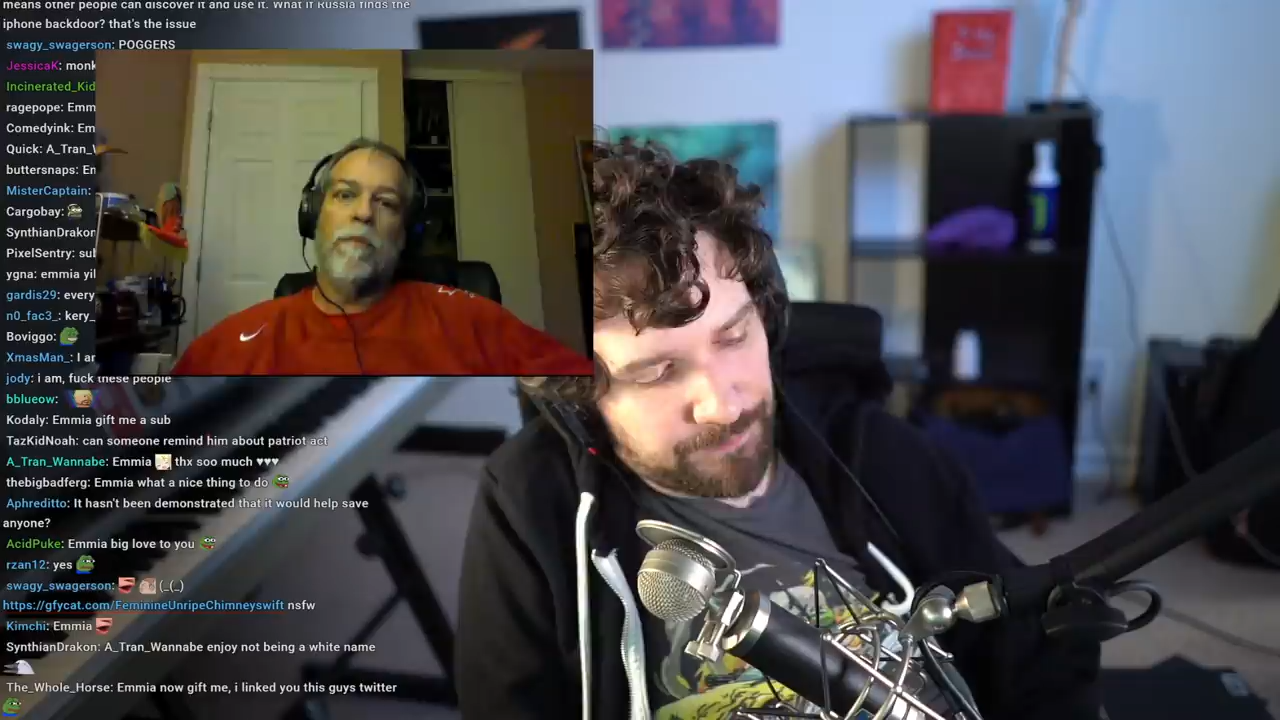 means other people can discover it and use it. What if Russia finds the
iphone backdoor? that's the issue
swagy_swagerson: POGGERS
JessicaK: monk
Incinerated_Kid
ragepope: Emm
Comedyink: Em
Quick: A_Tran_
buttersnaps: En
MisterCaptain:
Cargobay:
SynthianDrakon
PixelSentry: sul
ygna: emmia yil
gardis29: every
n0_fac3_: kery_
Boviggo:
XmasMan_: I ar
jody: i am, fuck these people
bblueow:
Kodaly: Emmia gift me a sub
TazKidNoah: can someone remind him about patriot act
A_Tran_Wannabe: Emmia thx soo much ♥♥♥
thebigbadferg: Emmia what a nice thing to do
Aphreditto: It hasn't been demonstrated that it would help save
anyone?
AcidPuke: Emmia big love to you
rzan12: yes
swagy_swagerson: (_(_)
https://gfycat.com/FeminineUnripeChimneyswift nsfw
Kimchi: Emmia
SynthianDrakon: A_Tran_Wannabe enjoy not being a white name
The_Whole_Horse: Emmia now gift me, i linked you this guys twitter